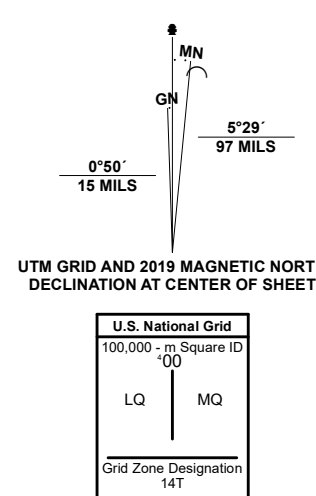 MN
GN
5°29´
97 MILS
0°50´
15 MILS
UTM GRID AND 2019 MAGNETIC NORT
DECLINATION AT CENTER OF SHEET
U.S. National Grid
100,000 - m Square ID
⁴00
LQ MQ
Grid Zone Designation
14T